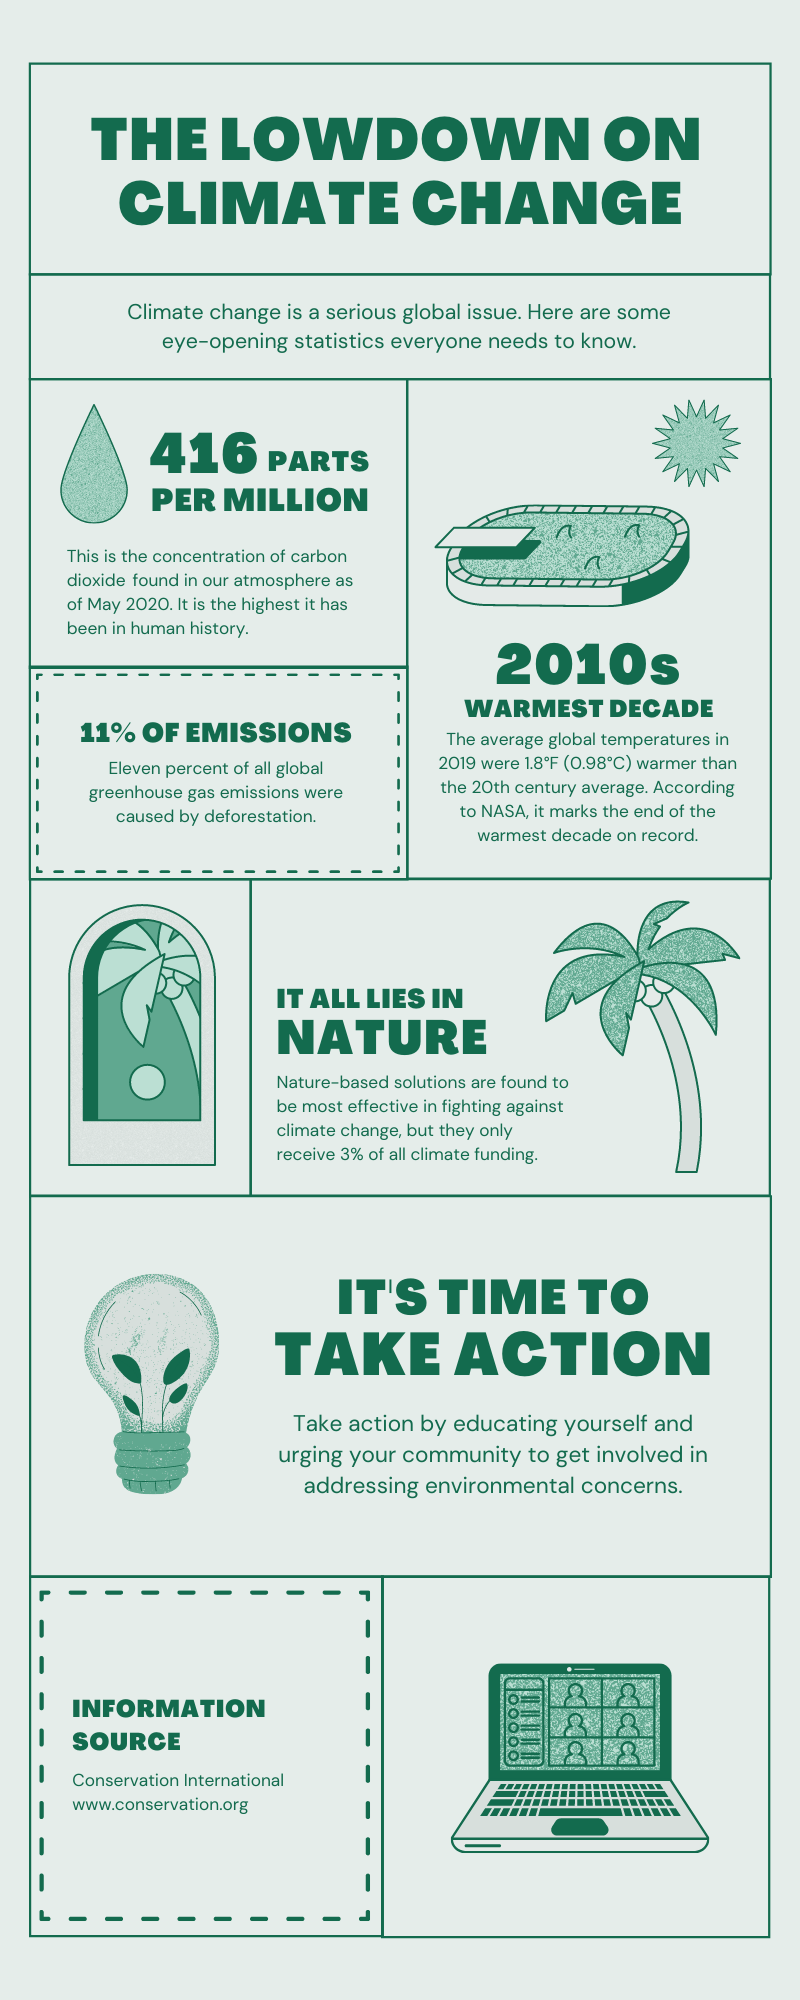 THE LOWDOWN ON
CLIMATE CHANGE
Climate change is a serious global issue. Here are some
eye-opening statistics everyone needs to know.
416 PARTS
PER MILLION
This is the concentration of carbon
dioxide found in our atmosphere as
of May 2020. It is the highest it has
been in human history.
11% OF EMISSIONS
Eleven percent of all global
greenhouse gas emissions were
caused by deforestation.
2010s
WARMEST DECADE
The average global temperatures in
2019 were 1.8°F (0.98°C) warmer than
the 20th century average. According
to NASA, it marks the end of the
warmest decade on record.
IT ALL LIES IN
NATURE
Nature-based solutions are found to
be most effective in fighting against
climate change, but they only
receive 3% of all climate funding.
IT'S TIME TO
TAKE ACTION
Take action by educating yourself and
urging your community to get involved in
addressing environmental concerns.
INFORMATION
SOURCE
Conservation International
www.conservation.org